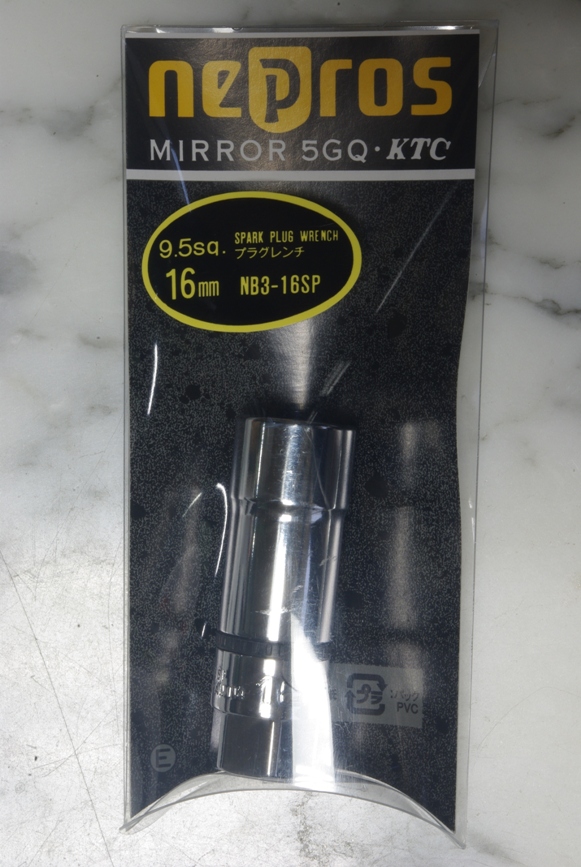 nepros
MIRROR 5GQ・KTC
9.5sq. SPARK PLUG WRENCH
プラグレンチ
16mm NB3-16SP
プラ
PVC
E